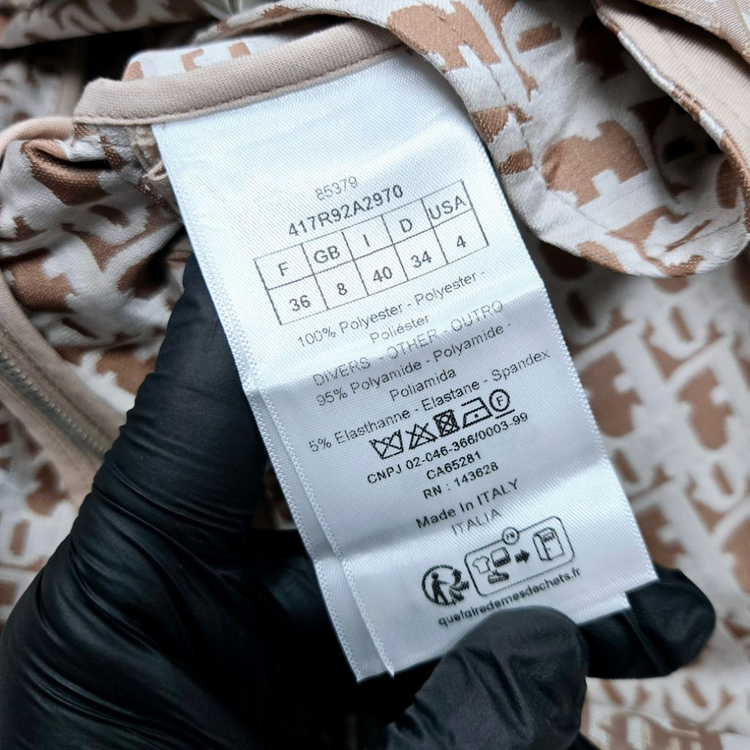 85379
417R92A2970
F GB I D USA
36 8 40 34 4
100% Polyester - Polyester -
Poliéster
DIVERS - OTHER - OUTRO
95% Polyamide - Polyamide -
Poliamida
5% Elasthanne - Elastane - Spandex
F
CNPJ 02-046-366/0003-99
CA65281
RN : 143628
Made in ITALY
ITALIA
FR
quefairedemesdechets.fr